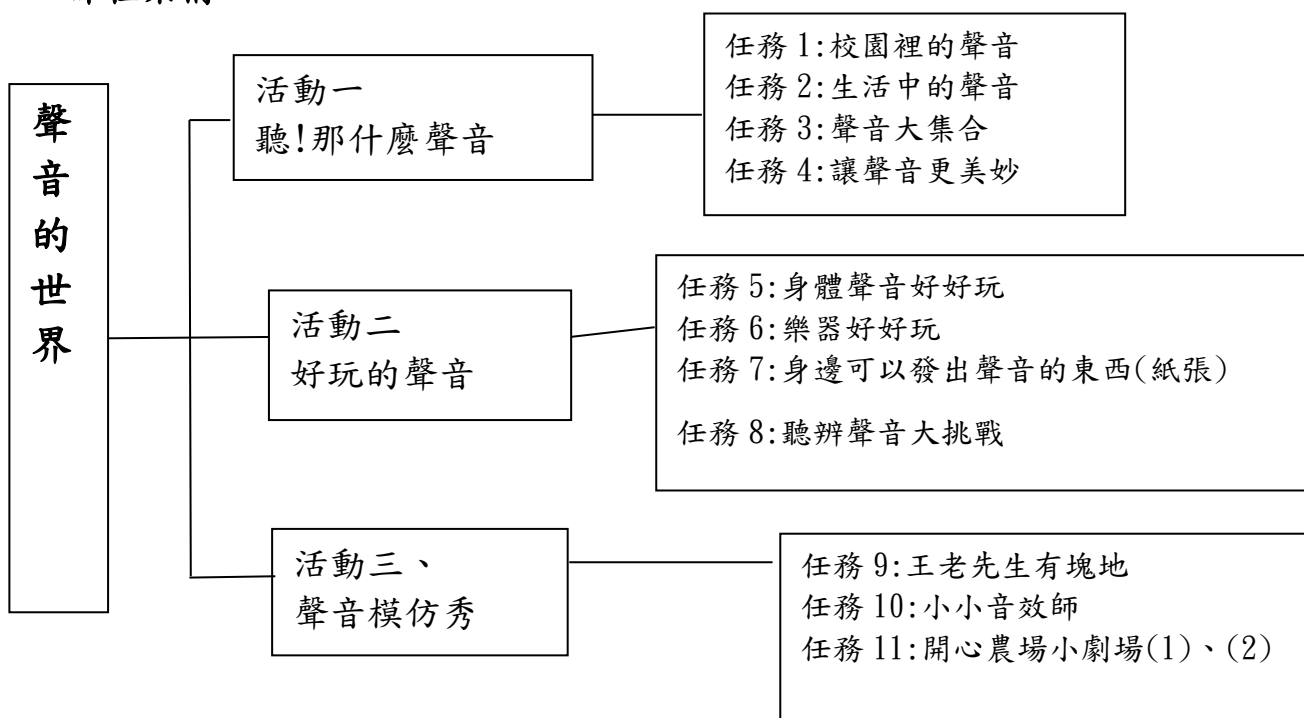 聲音的世界
活動一
聽!那什麼聲音
任務 1:校園裡的聲音
任務 2:生活中的聲音
任務 3:聲音大集合
任務 4:讓聲音更美妙
活動二
好玩的聲音
任務 5:身體聲音好好玩
任務 6:樂器好好玩
任務 7:身邊可以發出聲音的東西(紙張)
任務 8:聽辨聲音大挑戰
活動三、
聲音模仿秀
任務 9:王老先生有塊地
任務 10:小小音效師
任務 11:開心農場小劇場(1)、(2)